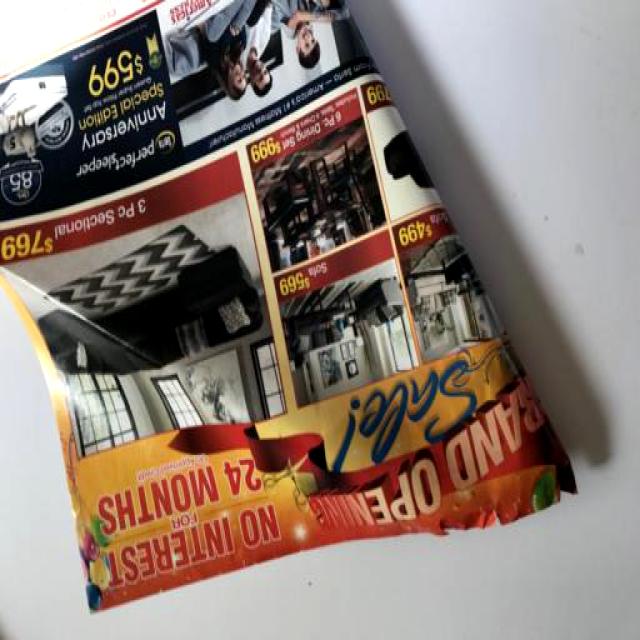 GRAND OPENING
Sale!
NO INTEREST
FOR
24 MONTHS
Sofa
$569
$499
3 Pc Sectional
$769
6 Pc. Dining Set
$999
perfect sleeper
Anniversary
Special Edition
$599
85